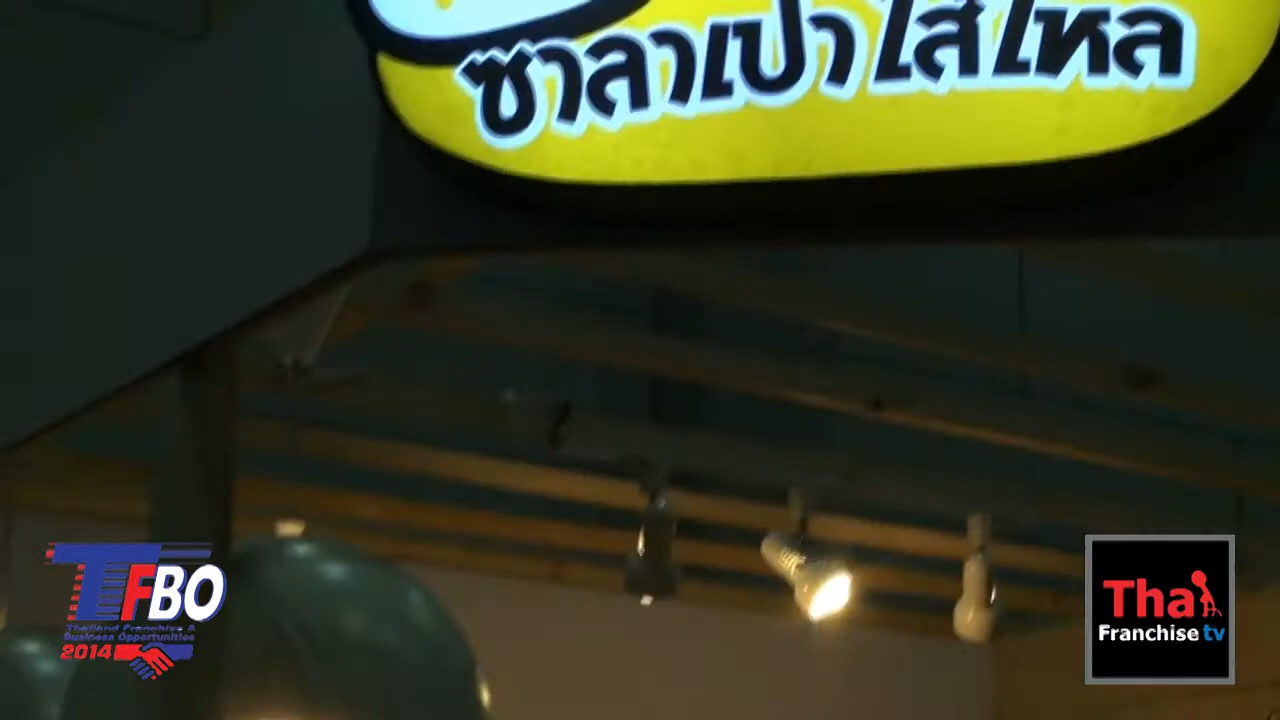 ซาลาเปาไส้ไหล
TFBO
Thailand Franchise &
Business Opportunities
2014
Thai
Franchise tv